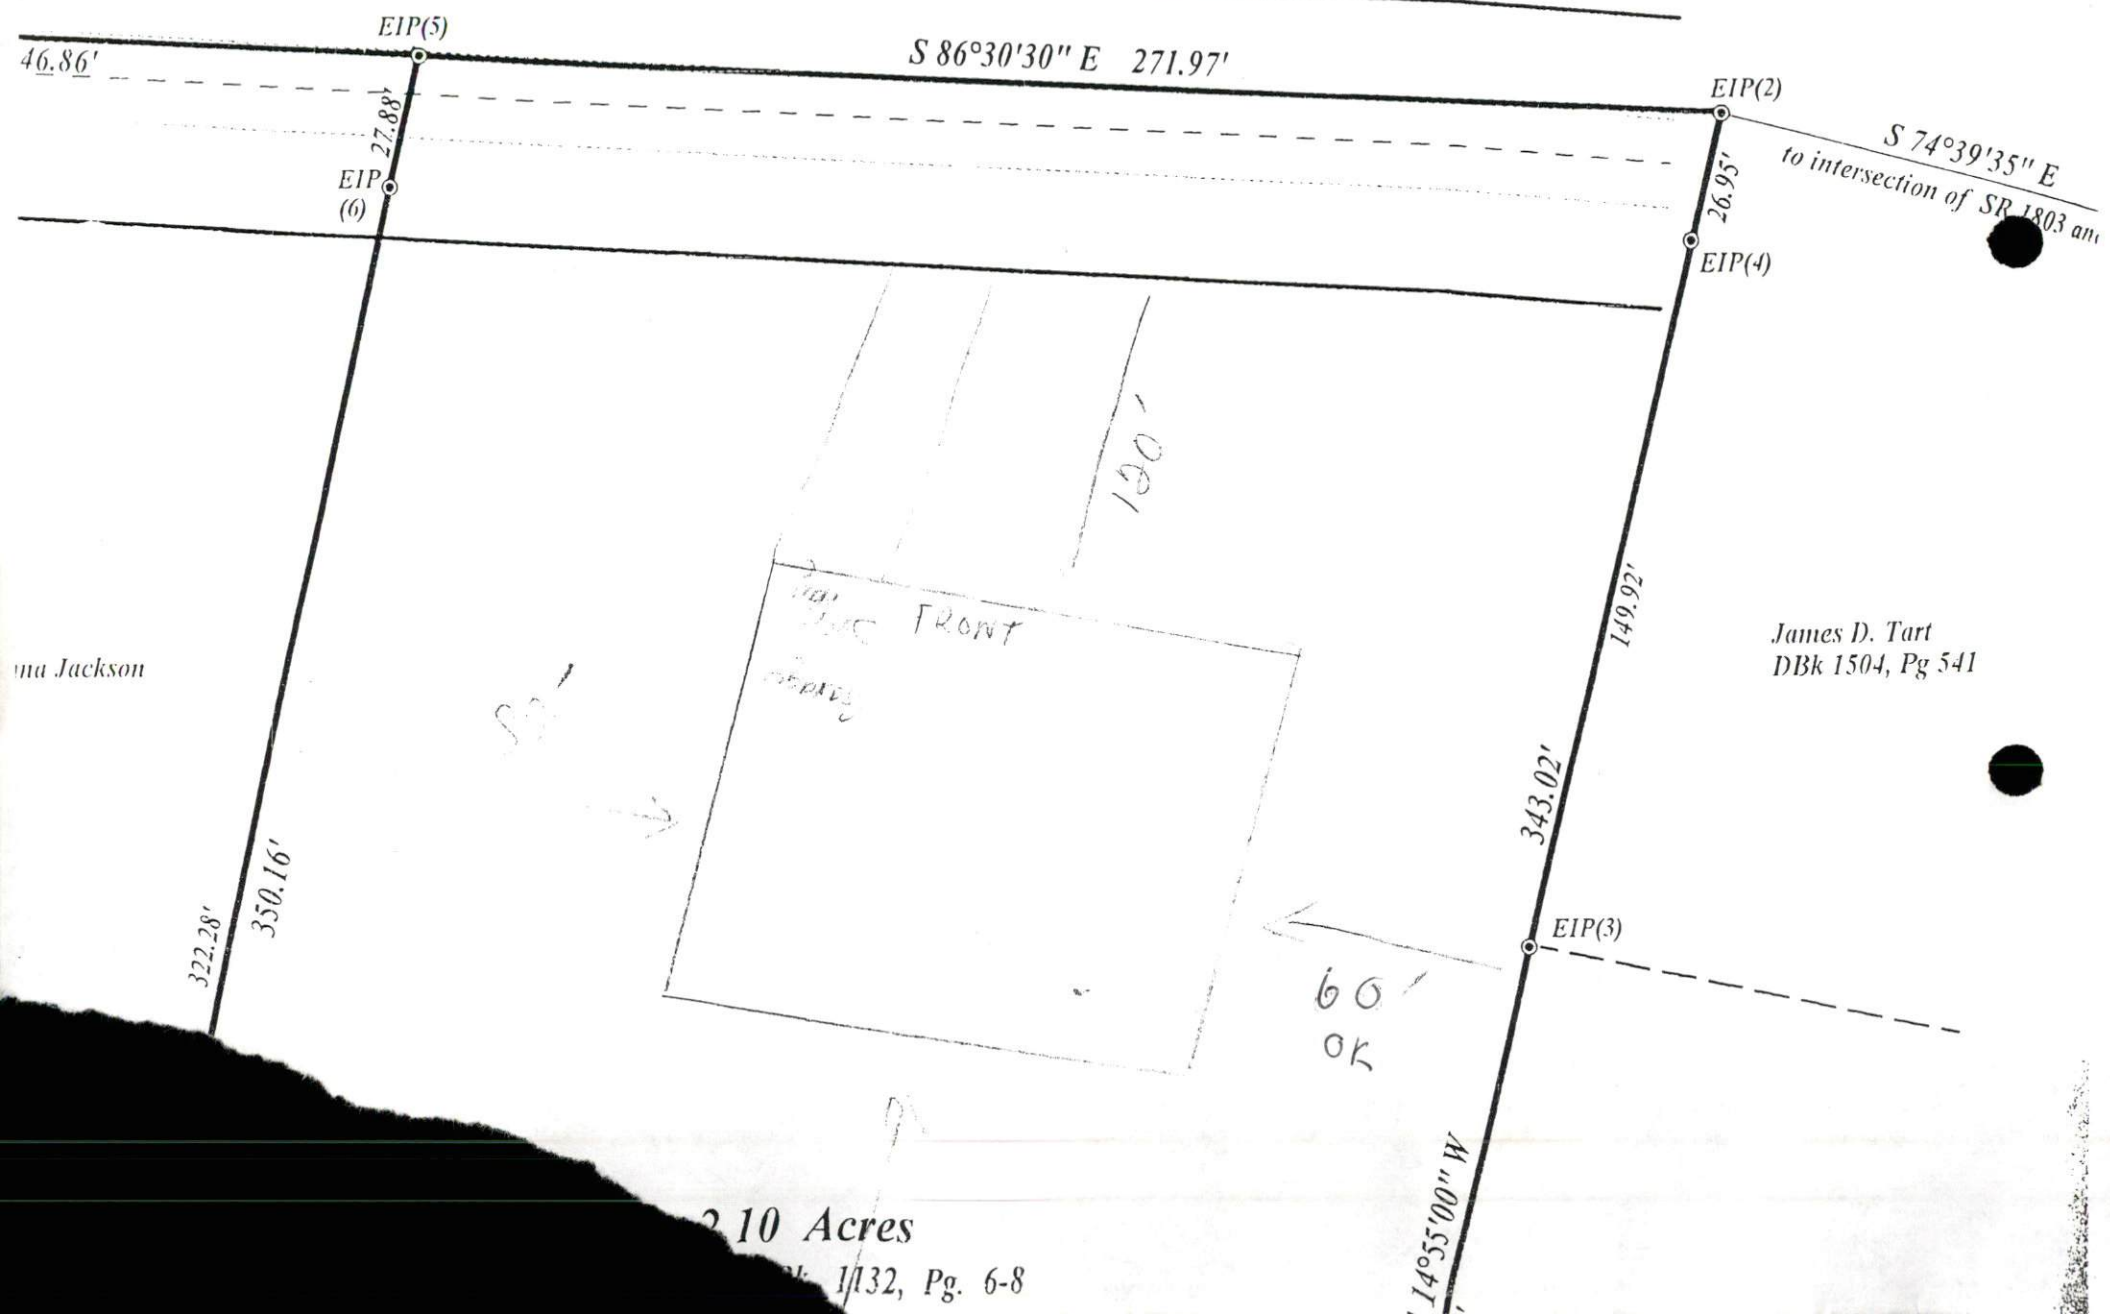 EIP(5)
46.86'
S 86°30'30" E 271.97'
EIP(2)
27.88'
S 74°39'35" E
to intersection of SR 1803 and
26.95'
EIP
(6)
EIP(4)
120'
149.92'
FRONT
James D. Tart
DBk 1504, Pg 541
Jackson
343.02'
350.16'
322.28'
EIP(3)
60'
OK
14°55'00" W
2.10 Acres
1132, Pg. 6-8